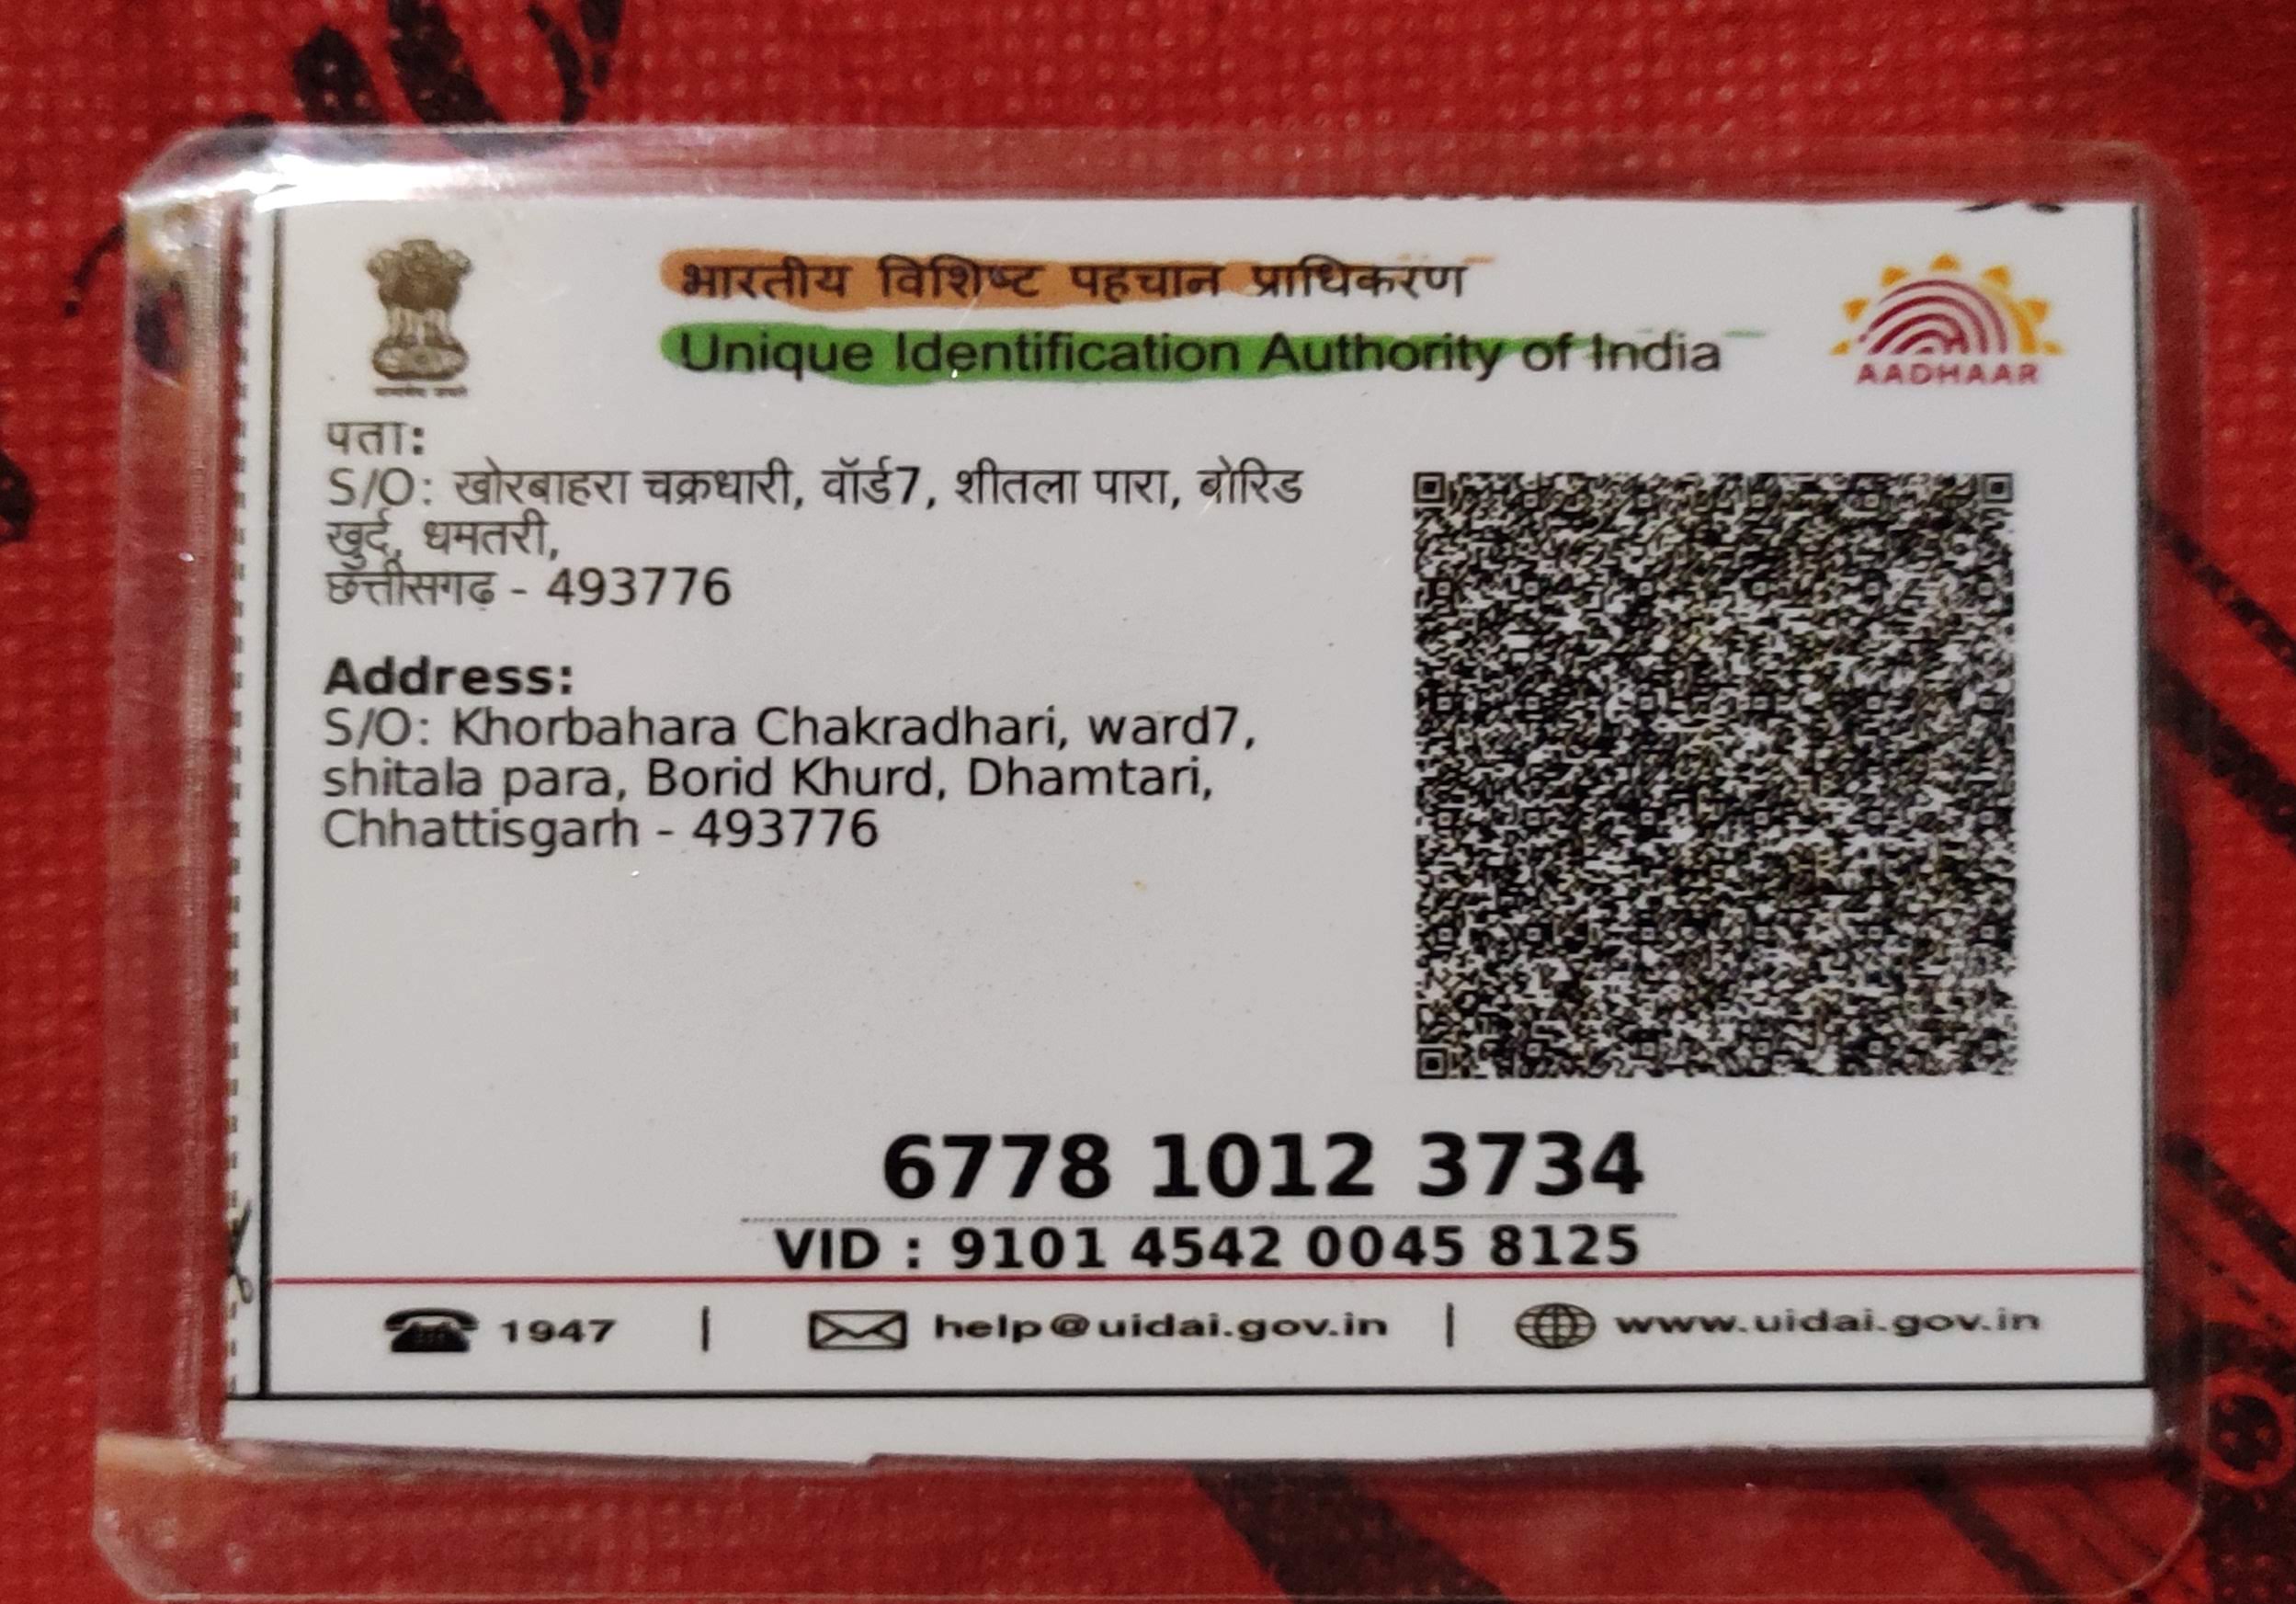 भारतीय विशिष्ट पहचान प्राधिकरण
Unique Identification Authority of India
AADHAAR
पता:
S/O: खोरबाहरा चक्रधारी, वॉर्ड7, शीतला पारा, बोरिड
खुर्द, धमतरी,
छत्तीसगढ़ - 493776
Address:
S/O: Khorbahara Chakradhari, ward7,
shitala para, Borid Khurd, Dhamtari,
Chhattisgarh - 493776
6778 1012 3734
VID : 9101 4542 0045 8125
1947 | help@uidai.gov.in | www.uidai.gov.in